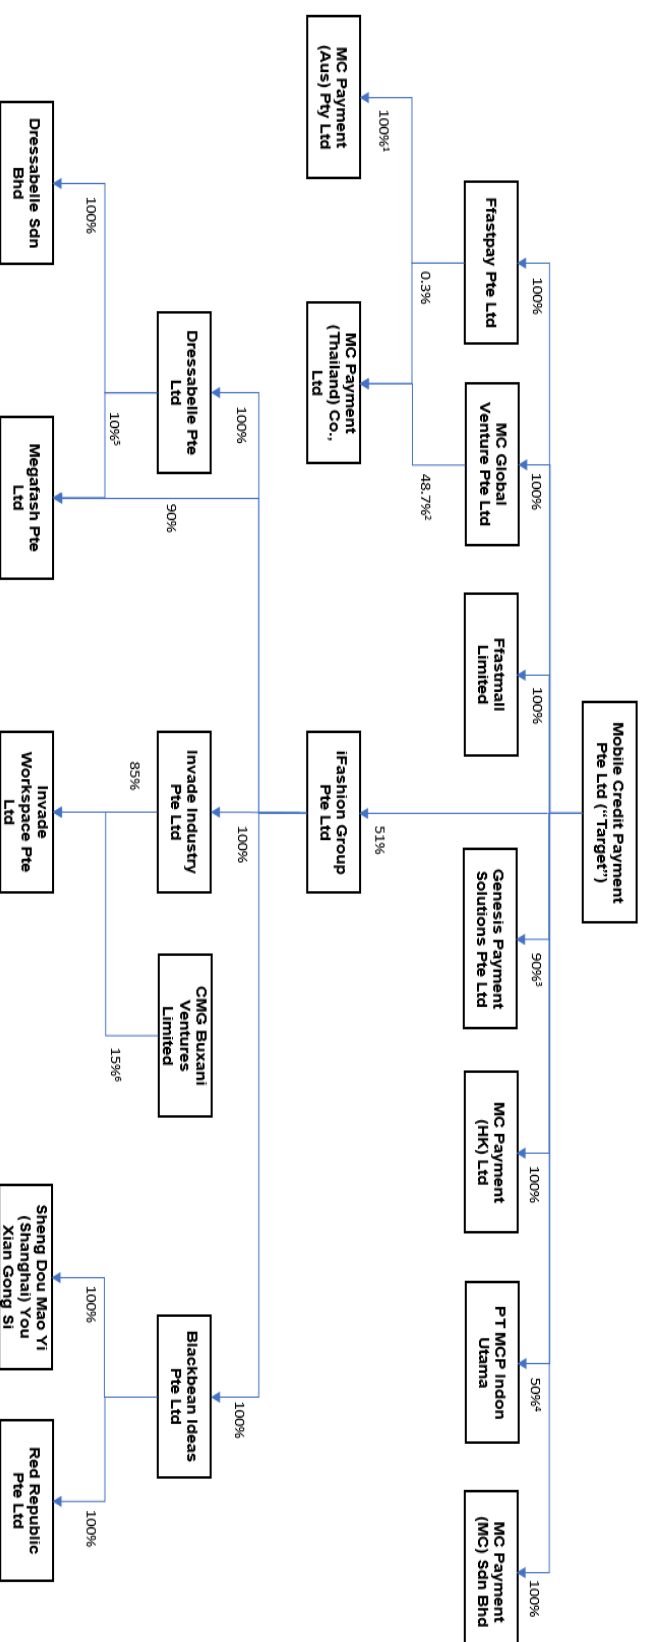 Mobile Credit Payment
Pte Ltd (“Target”)
100%
100%
100%
51%
90%³
100%
50%⁴
100%
Ffastpay Pte Ltd
MC Global
Venture Pte Ltd
Ffastmall
Limited
Genesis Payment
Solutions Pte Ltd
MC Payment
(HK) Ltd
PT MCP Indon
Utama
MC Payment
(MC) Sdn Bhd
0.3%
48.7%²
100%¹
MC Payment
(Aus) Pty Ltd
MC Payment
(Thailand) Co.,
Ltd
iFashion Group
Pte Ltd
100%
90%
100%
100%
Dressabelle Pte
Ltd
Invade Industry
Pte Ltd
CMG Buxani
Ventures
Limited
Blackbean Ideas
Pte Ltd
100%
10%⁵
85%
15%⁶
100%
100%
Dressabelle Sdn
Bhd
Megafash Pte
Ltd
Invade
Workspace Pte
Ltd
Sheng Dou Mao Yi
(Shanghai) You
Xian Gong Si
Red Republic
Pte Ltd